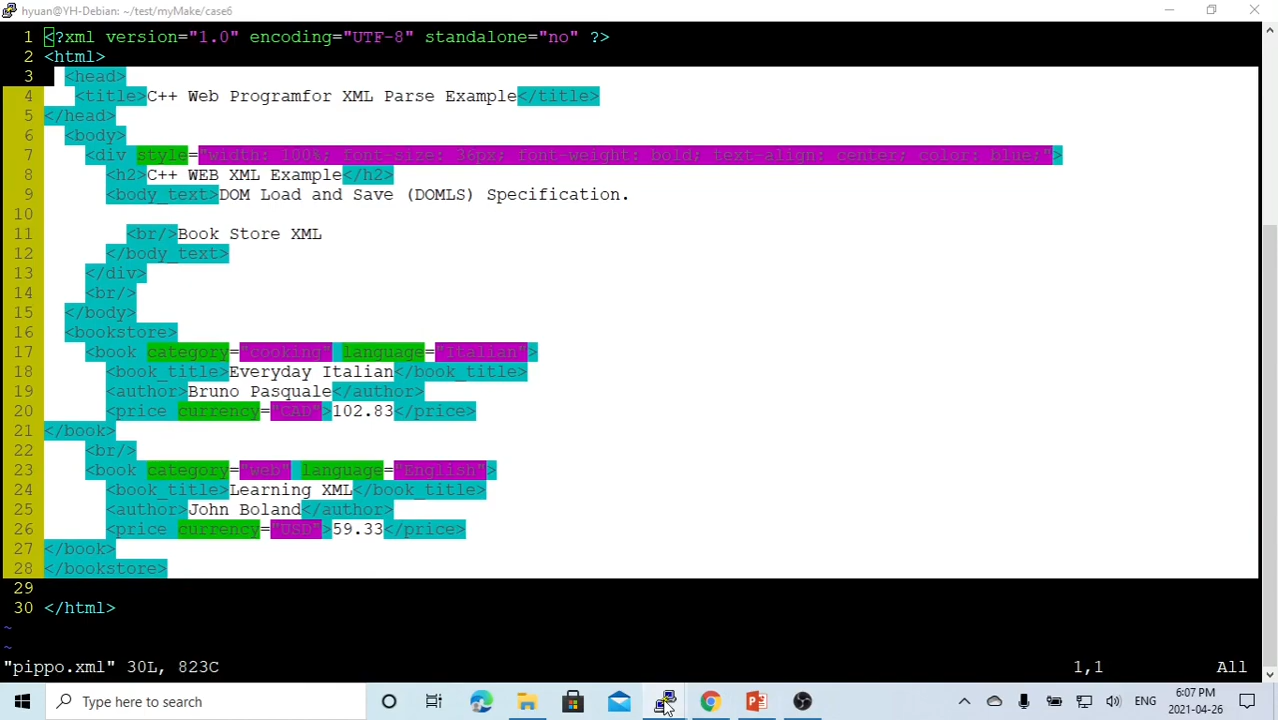 hyuan@YH-Debian: ~/test/myMake/case6
1 <?xml version="1.0" encoding="UTF-8" standalone="no" ?>
2 <html>
3 <head>
4 <title>C++ Web Programfor XML Parse Example</title>
5 </head>
6 <body>
7 <div style="width: 100%; font-size: 36px; font-weight: bold; text-align: center; color: blue;">
8 <h2>C++ WEB XML Example</h2>
9 <body_text>DOM Load and Save (DOMLS) Specification.
10
11 <br/>Book Store XML
12 </body_text>
13 </div>
14 <br/>
15 </body>
16 <bookstore>
17 <book category="cooking" language="Italian">
18 <book_title>Everyday Italian</book_title>
19 <author>Bruno Pasquale</author>
20 <price currency="CAD">102.83</price>
21 </book>
22 <br/>
23 <book category="web" language="English">
24 <book_title>Learning XML</book_title>
25 <author>John Boland</author>
26 <price currency="USD">59.33</price>
27 </book>
28 </bookstore>
29
30 </html>
~
~
"pippo.xml" 30L, 823C 1,1 All
Type here to search ENG 6:07 PM
2021-04-26